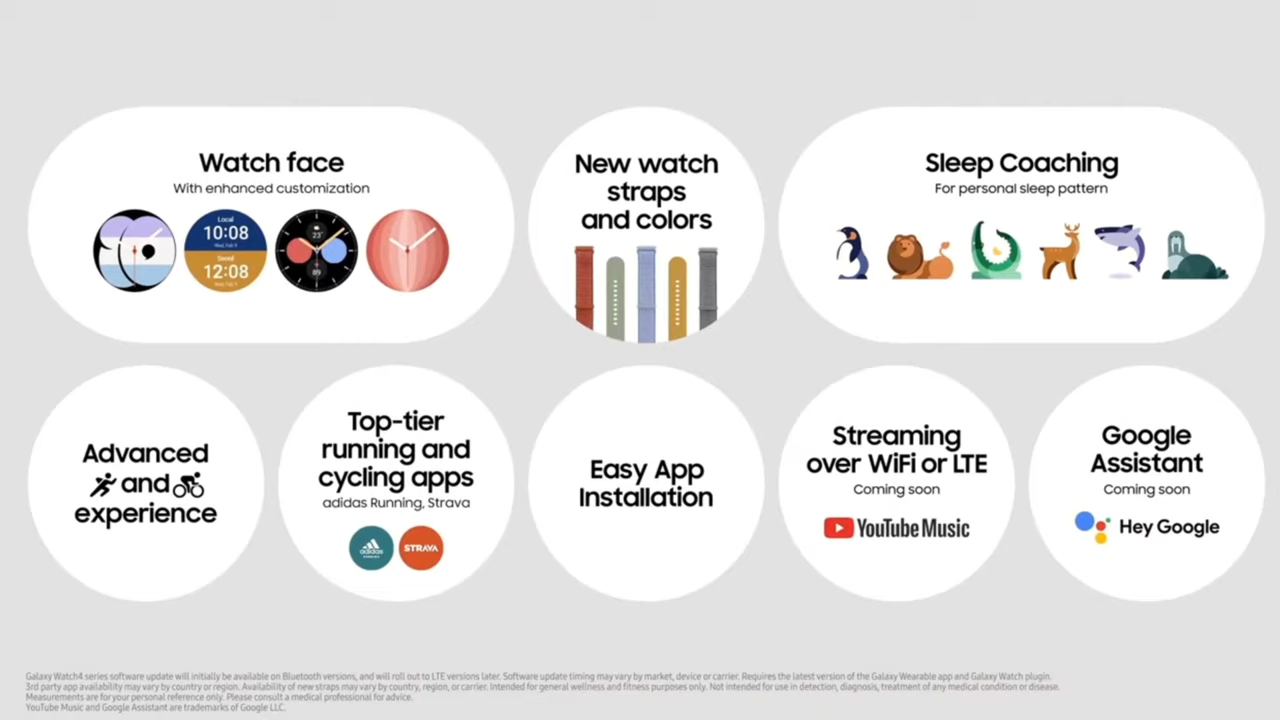 Watch face
With enhanced customization
Local
10:08
Wed, Feb 9
Seoul
12:08
23°
89
New watch
straps
and colors
Sleep Coaching
For personal sleep pattern
Advanced
and
experience
Top-tier
running and
cycling apps
adidas Running, Strava
adidas
RUNNING
STRAVA
Easy App
Installation
Streaming
over WiFi or LTE
Coming soon
YouTube Music
Google
Assistant
Coming soon
Hey Google
Galaxy Watch4 series software update will initially be available on Bluetooth versions, and will roll out to LTE versions later. Software update timing may vary by market, device or carrier. Requires the latest version of the Galaxy Wearable app and Galaxy Watch plugin.
3rd party app availability may vary by country or region. Availability of new straps may vary by country, region, or carrier. Intended for general wellness and fitness purposes only. Not intended for use in detection, diagnosis, treatment of any medical condition or disease.
Measurements are for your personal reference only. Please consult a medical professional for advice.
YouTube Music and Google Assistant are trademarks of Google LLC.